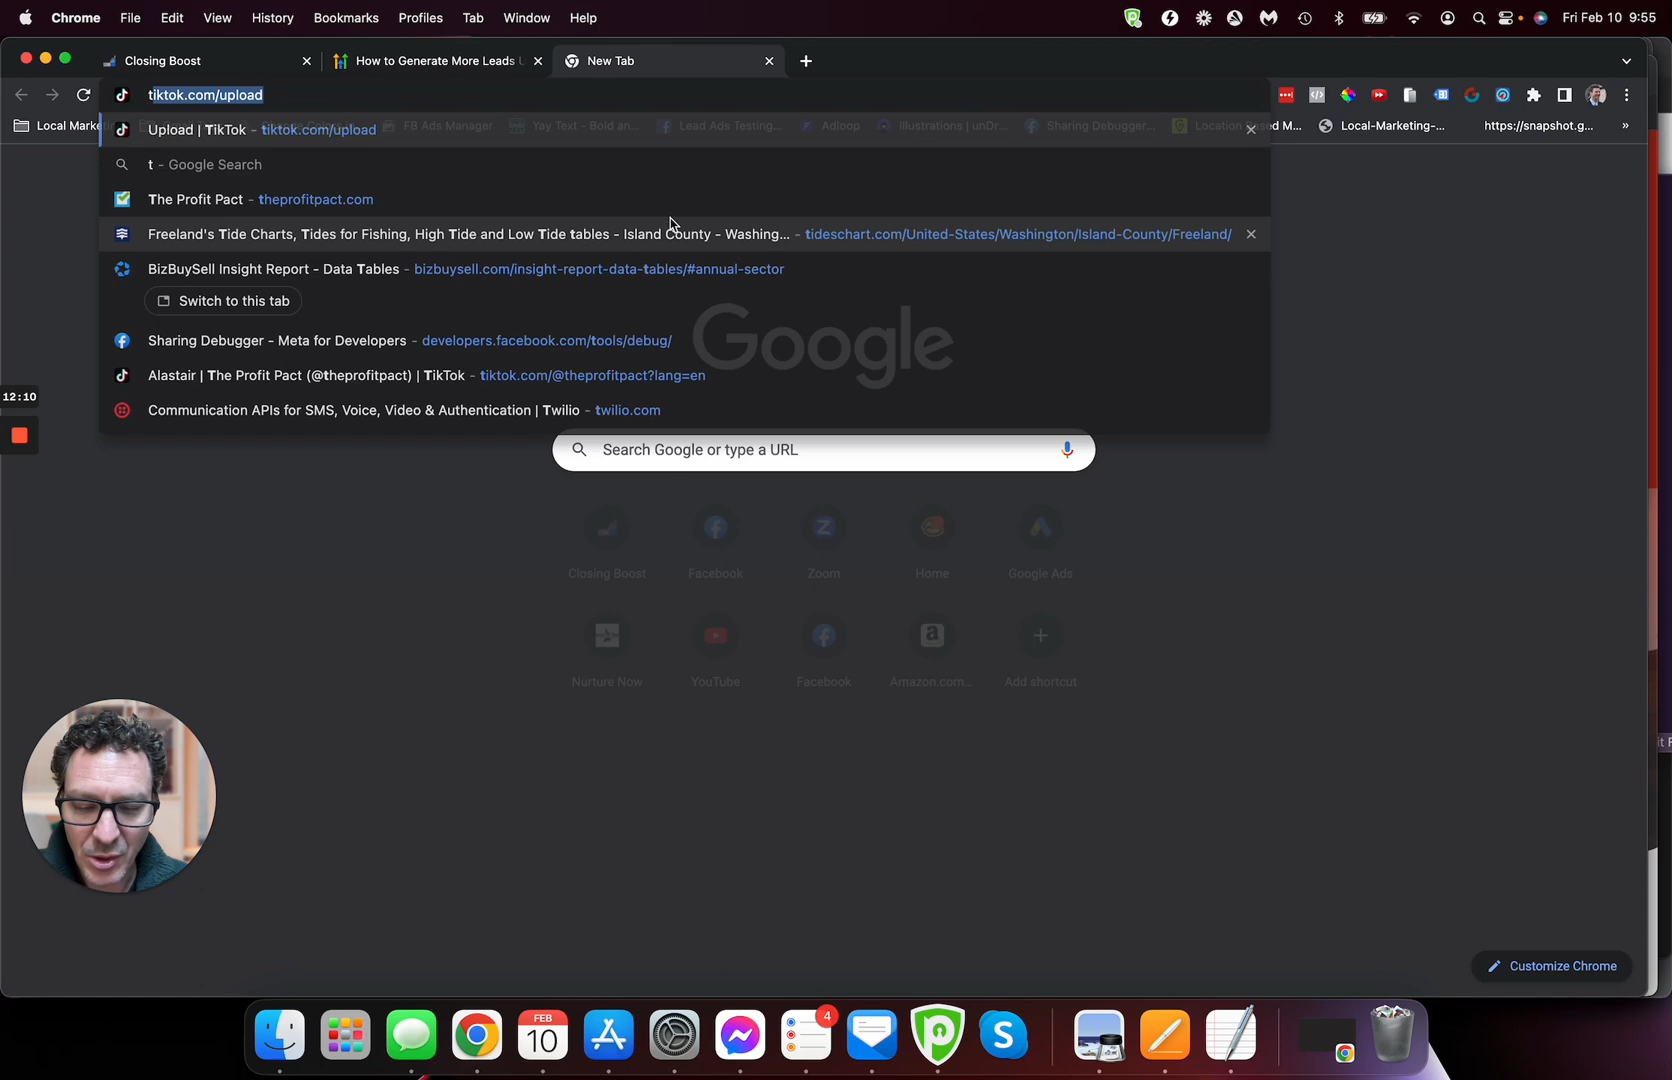 Chrome File Edit View History Bookmarks Profiles Tab Window Help Fri Feb 10 9:55
Closing Boost
How to Generate More Leads U
New Tab
tiktok.com/upload
Local Marke
Upload | TikTok - tiktok.com/upload
FB Ads Manager
Yay Text - Bold an...
Lead Ads Testing...
Adloop
Illustrations | unDr...
Sharing Debugger...
Location
ed M...
Local-Marketing-...
https://snapshot.g...
»
t - Google Search
The Profit Pact - theprofitpact.com
Freeland's Tide Charts, Tides for Fishing, High Tide and Low Tide tables - Island County - Washing... - tideschart.com/United-States/Washington/Island-County/Freeland/
BizBuySell Insight Report - Data Tables - bizbuysell.com/insight-report-data-tables/#annual-sector
Switch to this tab
Google
Sharing Debugger - Meta for Developers - developers.facebook.com/tools/debug/
Alastair | The Profit Pact (@theprofitpact) | TikTok - tiktok.com/@theprofitpact?lang=en
12:10
Communication APIs for SMS, Voice, Video & Authentication | Twilio - twilio.com
Search Google or type a URL
Closing Boost Facebook Zoom Home Google Ads
Nurture Now YouTube Facebook Amazon.com... Add shortcut
it F
Customize Chrome
FEB
10
4